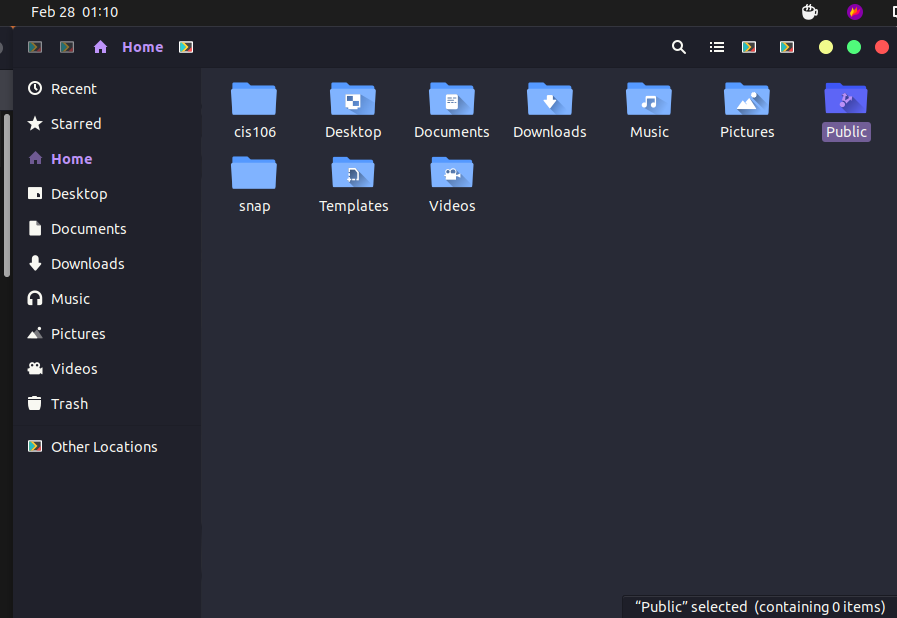 Feb 28 01:10
Home
Recent
Starred
Home
Desktop
Documents
Downloads
Music
Pictures
Videos
Trash
Other Locations
cis106 Desktop Documents Downloads Music Pictures Public
snap Templates Videos
“Public” selected (containing 0 items)